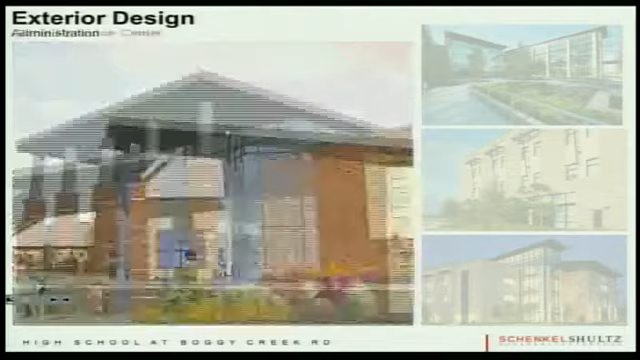 Exterior Design
Administration
HIGH SCHOOL AT BOGGY CREEK RD
SCHENKELSHULTZ